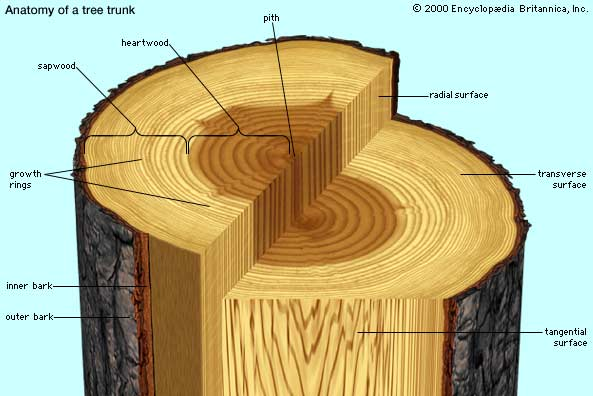 Anatomy of a tree trunk
© 2000 Encyclopædia Britannica, Inc.
pith
heartwood
sapwood
radial surface
growth
rings
transverse
surface
inner bark
outer bark
tangential
surface